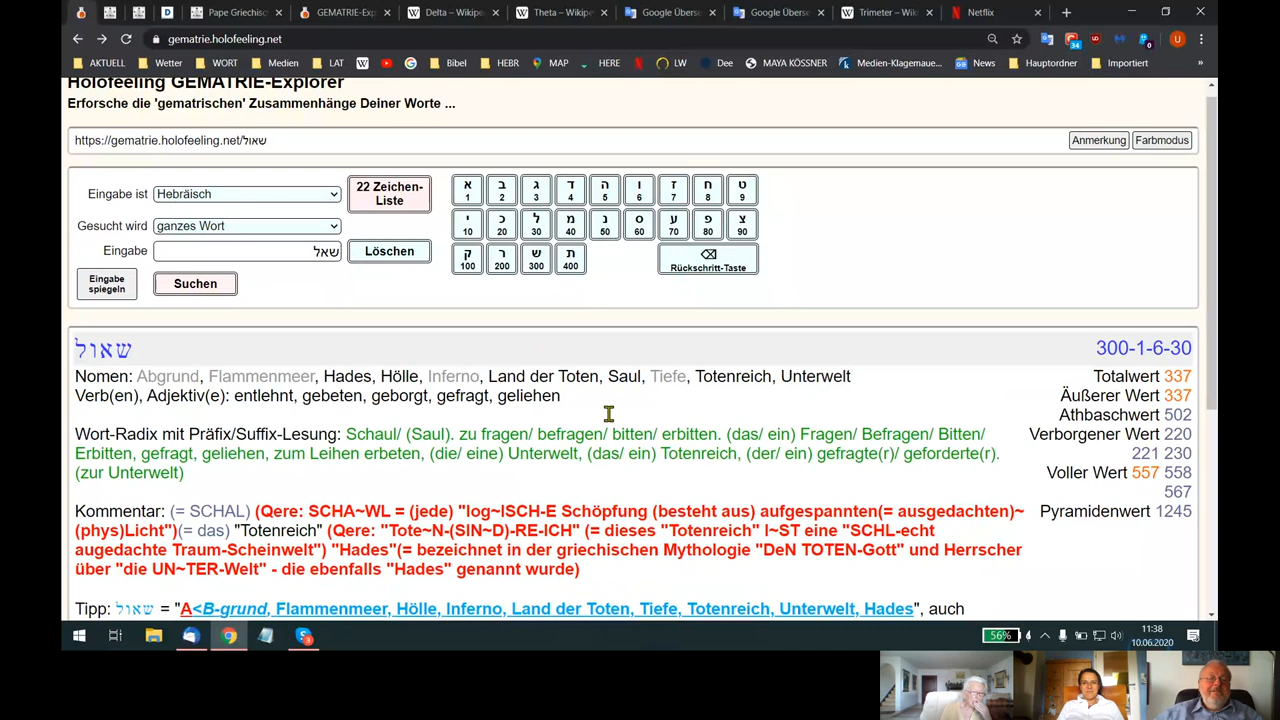 Pape Griechisc
GEMATRIE-Exp
Delta – Wikipe
Theta – Wikipe
Google Überse
Google Überse
Trimeter – Wik
Netflix
gematrie.holofeeling.net
AKTUELL Wetter WORT Medien LAT Bibel HEBR MAP HERE LW Dee MAYA KÖSSNER Medien-Klagemaue... News Hauptordner Importiert
Holofeeling GEMATRIE-Explorer
Erforsche die 'gematrischen' Zusammenhänge Deiner Worte ...
https://gematrie.holofeeling.net/שאול
Anmerkung Farbmodus
Eingabe ist Hebräisch
22 Zeichen-Liste
Gesucht wird ganzes Wort
Eingabe שאל
Löschen
Eingabe spiegeln
Suchen
א ב ג ד ה ו ז ח ט
1 2 3 4 5 6 7 8 9
י כ ל מ נ ס ע פ צ
10 20 30 40 50 60 70 80 90
ק ר ש ת
100 200 300 400
⌫
Rückschritt-Taste
שאול 300-1-6-30
Nomen: Abgrund, Flammenmeer, Hades, Hölle, Inferno, Land der Toten, Saul, Tiefe, Totenreich, Unterwelt
Verb(en), Adjektiv(e): entlehnt, gebeten, geborgt, gefragt, geliehen
Wort-Radix mit Präfix/Suffix-Lesung: Schaul/ (Saul). zu fragen/ befragen/ bitten/ erbitten. (das/ ein) Fragen/ Befragen/ Bitten/
Erbitten, gefragt, geliehen, zum Leihen erbeten, (die/ eine) Unterwelt, (das/ ein) Totenreich, (der/ ein) gefragte(r)/ geforderte(r).
(zur Unterwelt)
Kommentar: (= SCHAL) (Qere: SCHA~WL = (jede) "log~ISCH-E Schöpfung (besteht aus) aufgespannten(= ausgedachten)~
(phys)Licht")(= das) "Totenreich" (Qere: "Tote~N-(SIN~D)-RE-ICH" (= dieses "Totenreich" I~ST eine "SCHL-echt
augedachte Traum-Scheinwelt") "Hades"(= bezeichnet in der griechischen Mythologie "DeN TOTEN-Gott" und Herrscher
über "die UN~TER-Welt" - die ebenfalls "Hades" genannt wurde)
Tipp: שאול = "A<B-grund, Flammenmeer, Hölle, Inferno, Land der Toten, Tiefe, Totenreich, Unterwelt, Hades", auch
Totalwert 337
Äußerer Wert 337
Athbaschwert 502
Verborgener Wert 220
221 230
Voller Wert 557 558
567
Pyramidenwert 1245
56%
11:38
10.06.2020